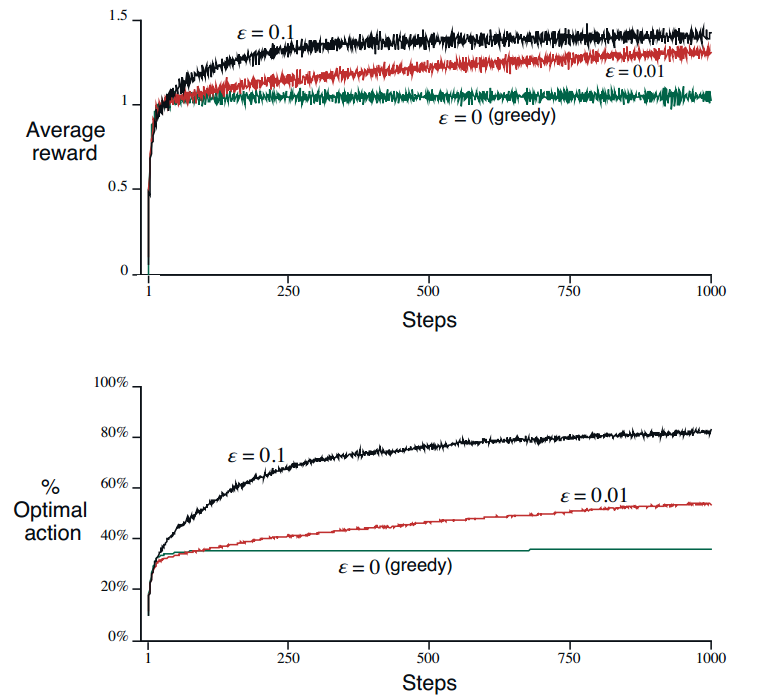 1.5
ε = 0.1
ε = 0.01
1
ε = 0 (greedy)
Average
reward
0.5
0
1 250 500 750 1000
Steps
100%
80%
ε = 0.1
60%
ε = 0.01
%
Optimal
action
40%
ε = 0 (greedy)
20%
0%
1 250 500 750 1000
Steps